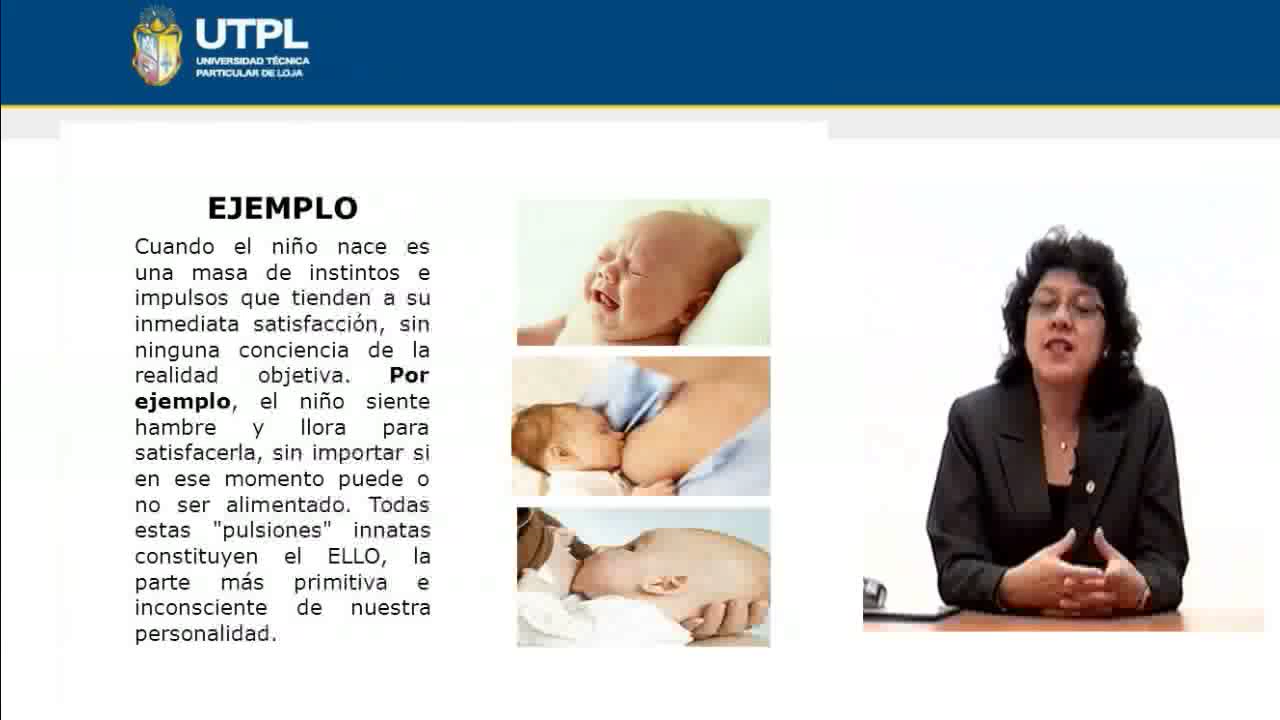 UTPL
UNIVERSIDAD TÉCNICA
PARTICULAR DE LOJA
EJEMPLO
Cuando el niño nace es
una masa de instintos e
impulsos que tienden a su
inmediata satisfacción, sin
ninguna conciencia de la
realidad objetiva. Por
ejemplo, el niño siente
hambre y llora para
satisfacerla, sin importar si
en ese momento puede o
no ser alimentado. Todas
estas "pulsiones" innatas
constituyen el ELLO, la
parte más primitiva e
inconsciente de nuestra
personalidad.